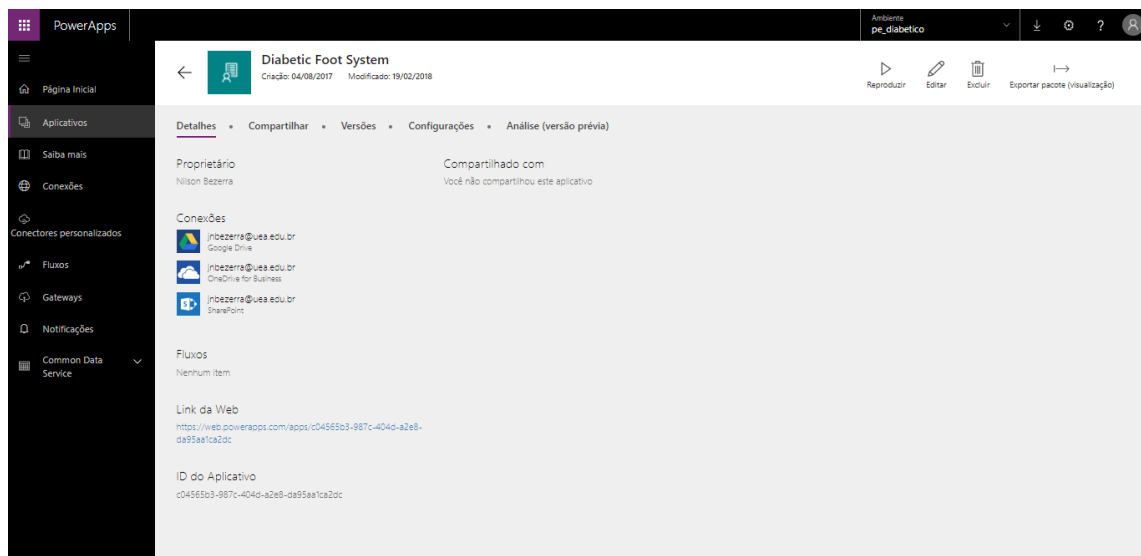 PowerApps
Ambiente
pe_diabetico
?
Página Inicial
Aplicativos
Saiba mais
Conexões
Conectores personalizados
Fluxos
Gateways
Notificações
Common Data
Service
Diabetic Foot System
Criação: 04/08/2017 Modificado: 19/02/2018
Reproduzir Editar Excluir Exportar pacote (visualização)
Detalhes • Compartilhar • Versões • Configurações • Análise (versão prévia)
Proprietário
Nilson Bezerra
Compartilhado com
Você não compartilhou este aplicativo
Conexões
jnbezerra@uea.edu.br
Google Drive
jnbezerra@uea.edu.br
OneDrive for Business
jnbezerra@uea.edu.br
SharePoint
Fluxos
Nenhum item
Link da Web
https://web.powerapps.com/apps/c04565b3-987c-404d-a2e8-
da95aa1ca2dc
ID do Aplicativo
c04565b3-987c-404d-a2e8-da95aa1ca2dc